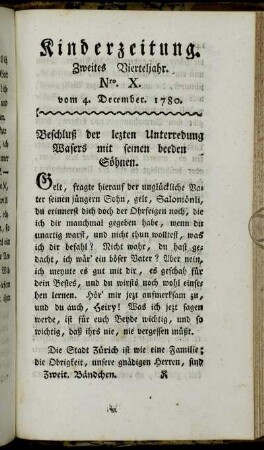 Kinderzeitung.
Zweites Vierteljahr.
Nro. X.
vom 4. December. 1780.
Beschluß der lezten Unterredung
Wasers mit seinen beeden
Söhnen.
Gelt, fragte hierauf der unglückliche Va
ter seinen jüngern Sohn, gelt, Salomönli,
du erinnerst dich doch der Ohrfeigen noch, die
ich dir manchmal gegeben habe, wenn du
unartig warst, und nicht thun wolltest, was
ich dir befahl? Nicht wahr, du hast ge-
dacht, ich wär' ein böser Vater? Aber nein,
ich meynte es gut mit dir, es geschah für
dein Bestes, und du wirsts noch wohl einse-
hen lernen. Hör' mir jezt aufmerksam zu,
und du auch, Heiry! Was ich jezt sagen
werde, ist für euch Beyde wichtig, und so
wichtig, daß ihrs nie, nie vergessen müßt.
Die Stadt Zürich ist wie eine Familie;
die Obrigkeit, unsere gnädigen Herren, sind
Zweit. Bändchen. K